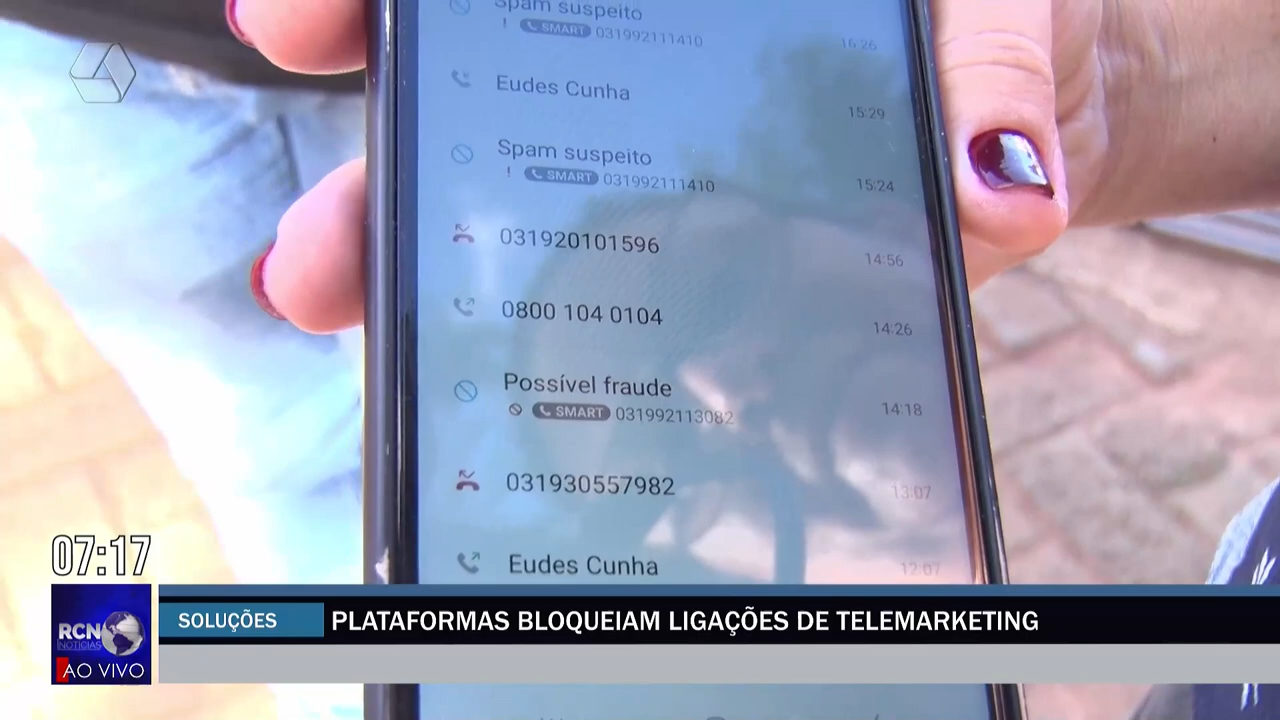 Spam suspeito
! SMART 031992111410
16:26
Eudes Cunha
15:29
Spam suspeito
! SMART 031992111410
15:24
031920101596
14:56
0800 104 0104
14:26
Possível fraude
SMART 031992113082
14:18
031930557982
13:07
Eudes Cunha
12:07
07:17
RCN
NOTÍCIAS
AO VIVO
SOLUÇÕES
PLATAFORMAS BLOQUEIAM LIGAÇÕES DE TELEMARKETING